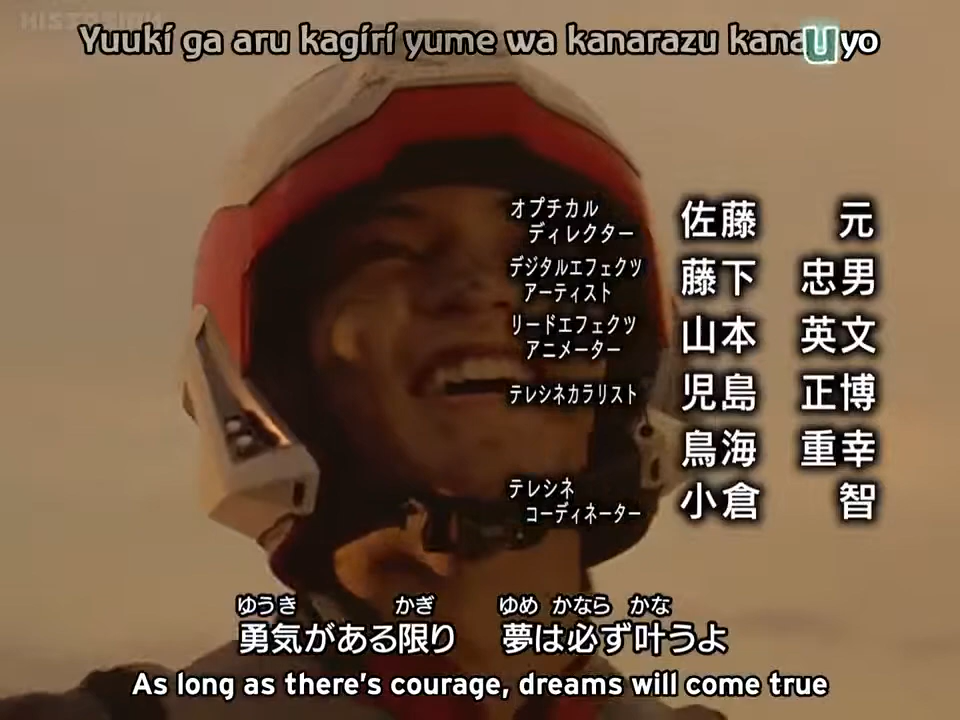 HIS
Yuukí ga aru kagírí yume wa kanarazu kanaU yo
オプチカル
ディレクター 佐藤 元
デジタルエフェクツ
アーティスト 藤下 忠男
リードエフェクツ
アニメーター 山本 英文
テレシネカラリスト 児島 正博
鳥海 重幸
テレシネ
コーディネーター 小倉 智
ゆうき かぎ ゆめ かなら かな
勇気がある限り 夢は必ず叶うよ
As long as there's courage, dreams will come true